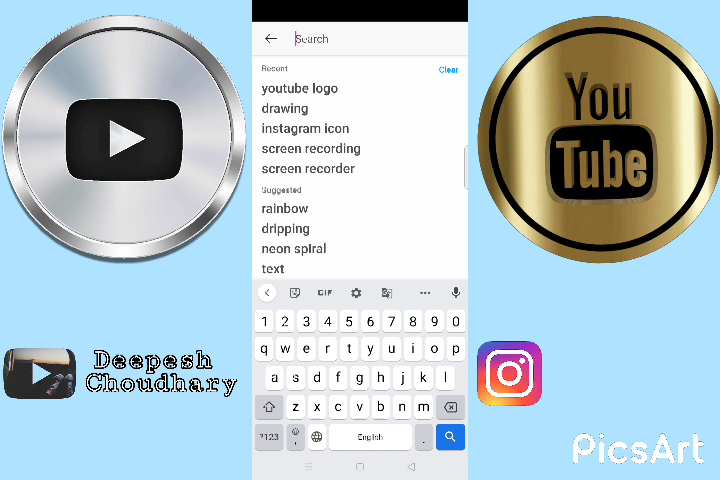 Search
Recent
Clear
youtube logo
drawing
instagram icon
screen recording
screen recorder
Suggested
rainbow
dripping
neon spiral
text
GIF
1 2 3 4 5 6 7 8 9 0
q w e r t y u i o p
a s d f g h j k l
z x c v b n m
?123 , English .
You
Tube
Deepesh
Choudhary
PicsArt